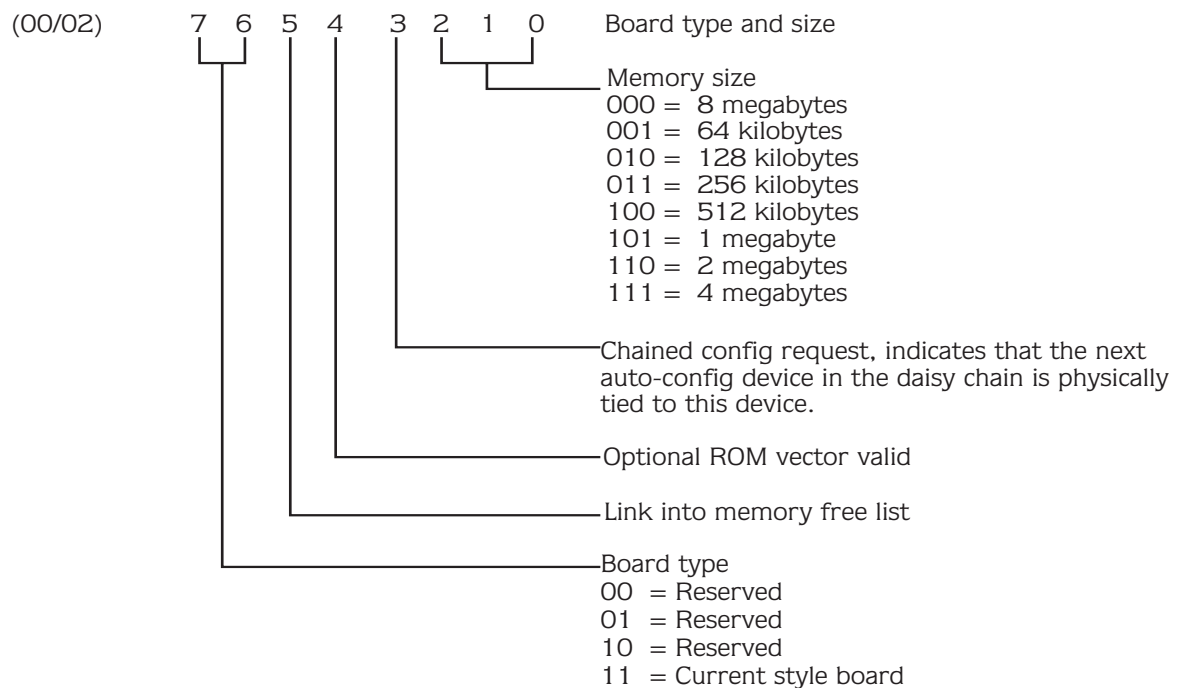 (00/02) 7 6 5 4 3 2 1 0 Board type and size
Memory size
000 = 8 megabytes
001 = 64 kilobytes
010 = 128 kilobytes
011 = 256 kilobytes
100 = 512 kilobytes
101 = 1 megabyte
110 = 2 megabytes
111 = 4 megabytes
Chained config request, indicates that the next
auto-config device in the daisy chain is physically
tied to this device.
Optional ROM vector valid
Link into memory free list
Board type
00 = Reserved
01 = Reserved
10 = Reserved
11 = Current style board